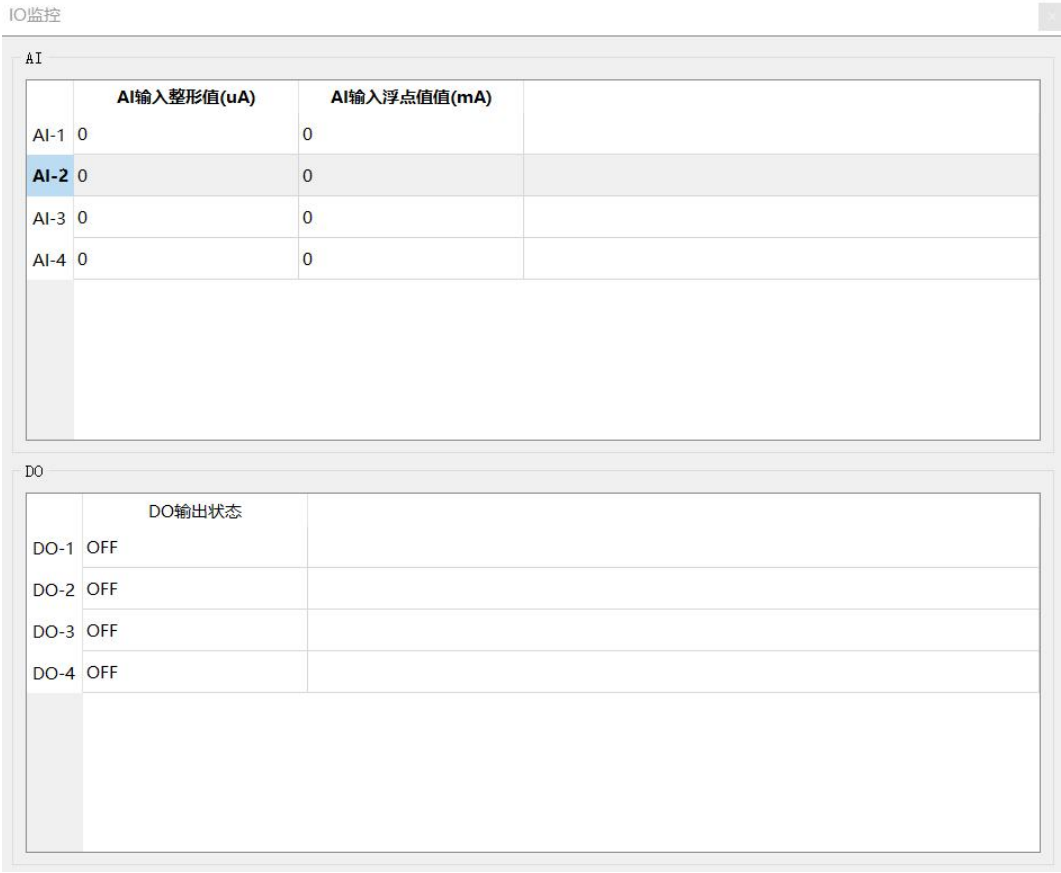 IO监控
AI
AI输入整形值(uA) AI输入浮点值值(mA)
AI-1 0 0
AI-2 0 0
AI-3 0 0
AI-4 0 0
DO
DO输出状态
DO-1 OFF
DO-2 OFF
DO-3 OFF
DO-4 OFF